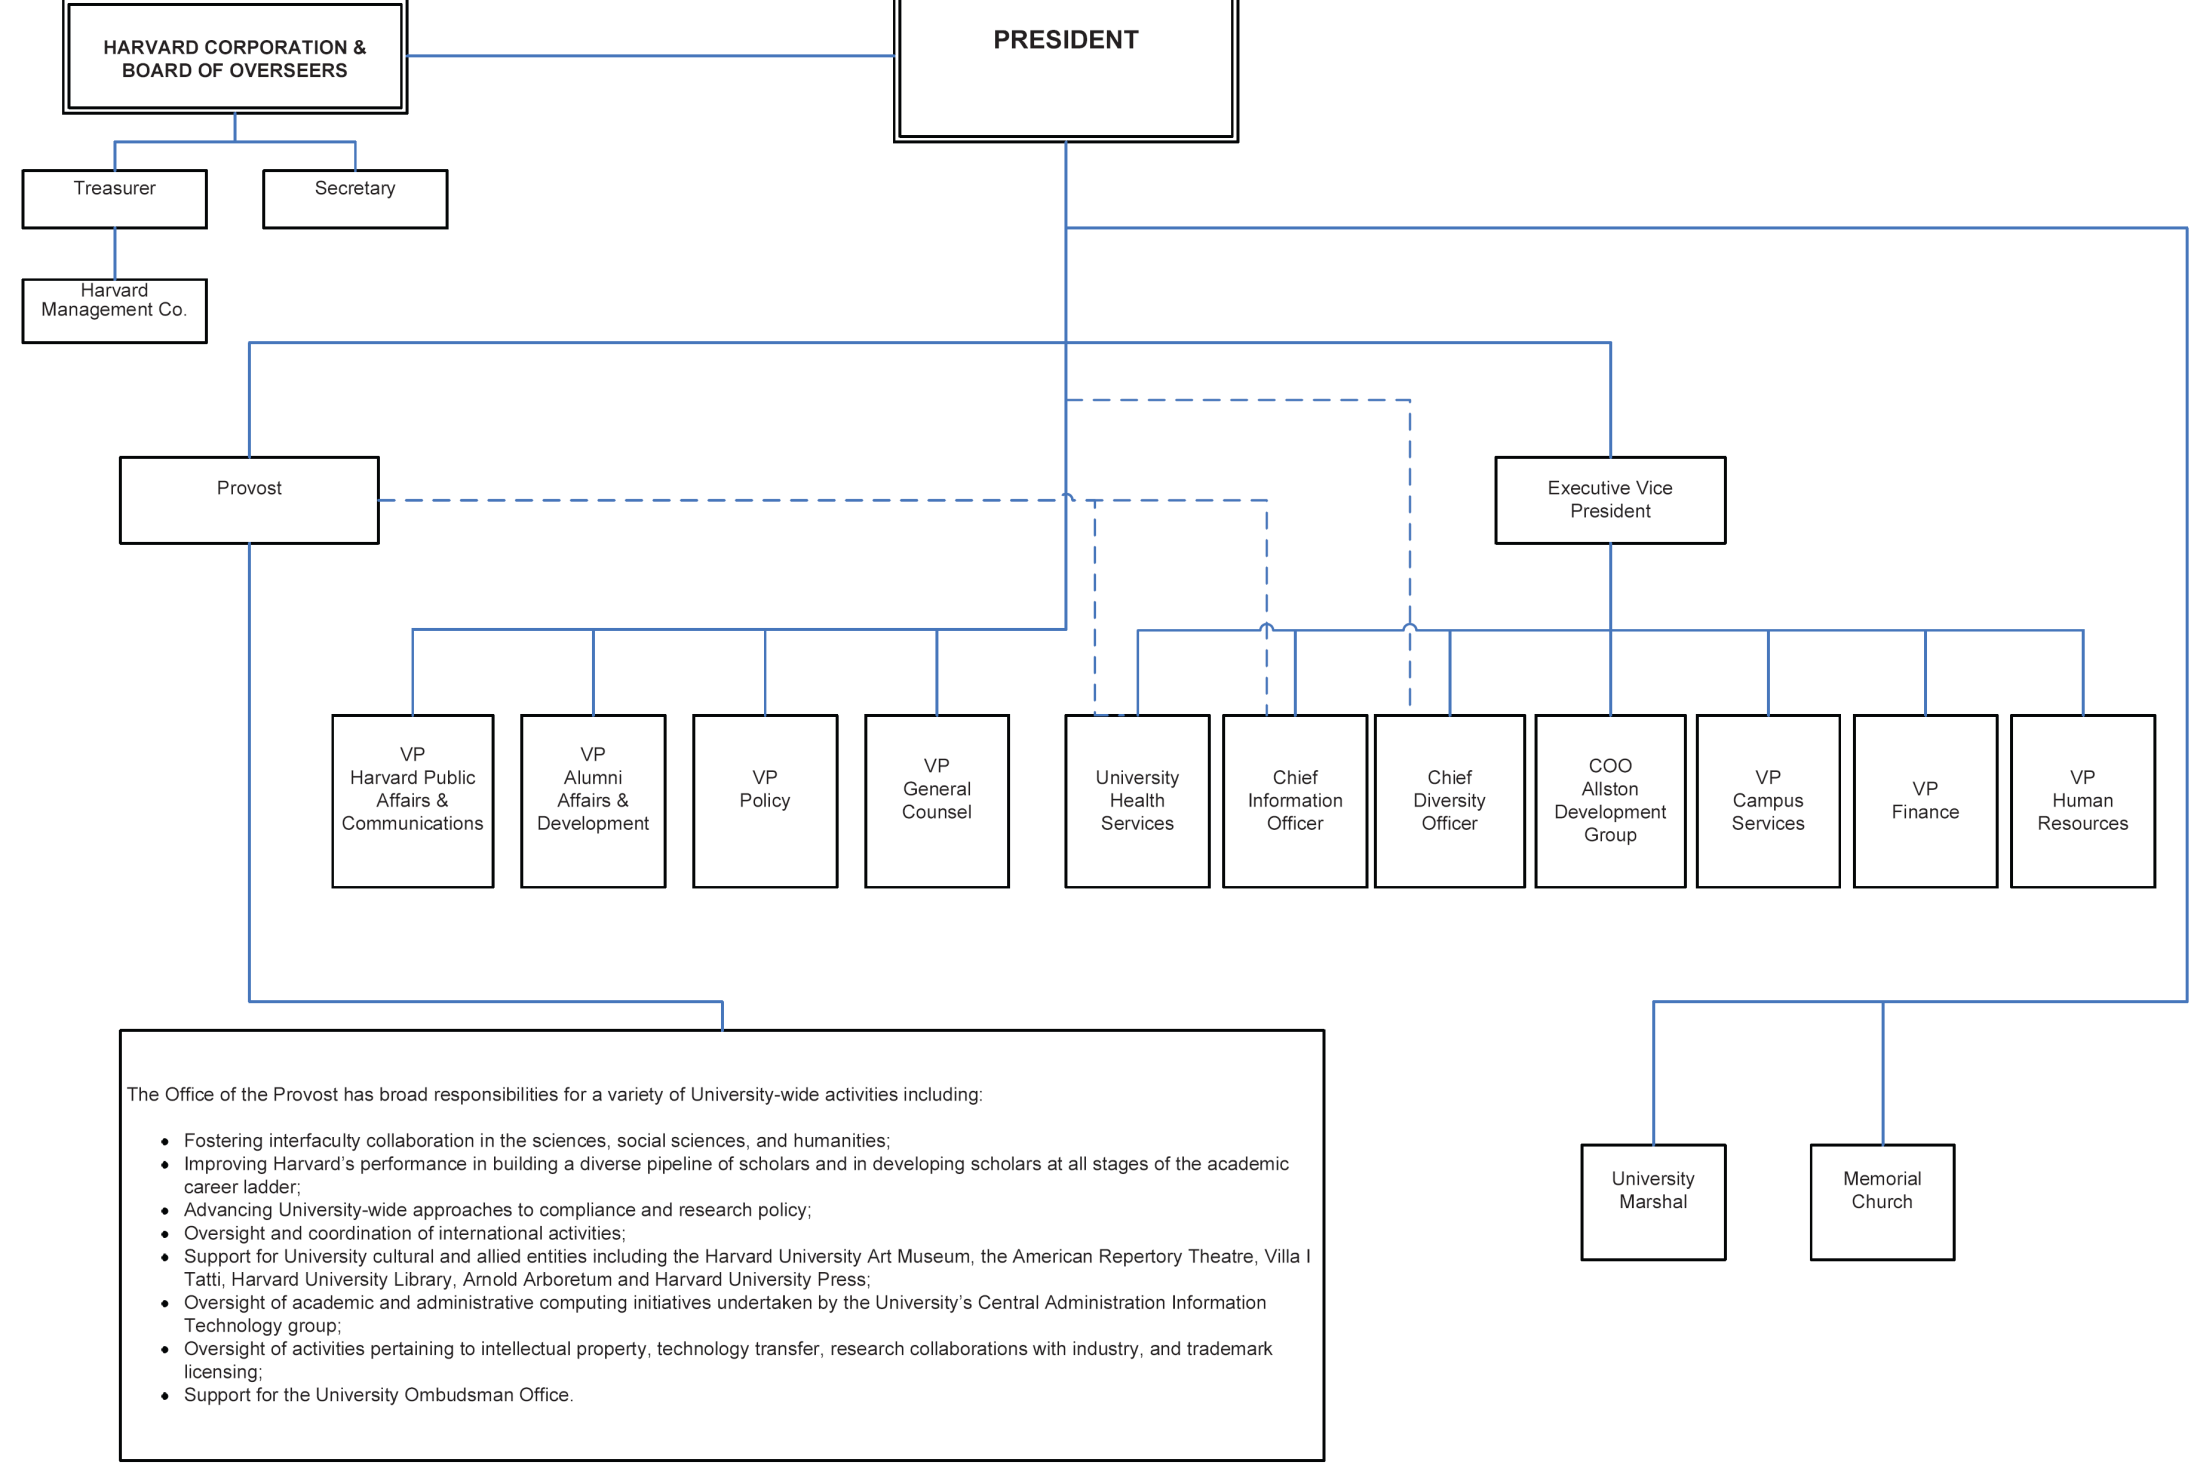 HARVARD CORPORATION &
BOARD OF OVERSEERS
PRESIDENT
Treasurer
Secretary
Harvard
Management Co.
Provost
Executive Vice
President
VP
Harvard Public
Affairs &
Communications
VP
Alumni
Affairs &
Development
VP
Policy
VP
General
Counsel
University
Health
Services
Chief
Information
Officer
Chief
Diversity
Officer
COO
Allston
Development
Group
VP
Campus
Services
VP
Finance
VP
Human
Resources
The Office of the Provost has broad responsibilities for a variety of University-wide activities including:
• Fostering interfaculty collaboration in the sciences, social sciences, and humanities;
• Improving Harvard’s performance in building a diverse pipeline of scholars and in developing scholars at all stages of the academic
career ladder;
• Advancing University-wide approaches to compliance and research policy;
• Oversight and coordination of international activities;
• Support for University cultural and allied entities including the Harvard University Art Museum, the American Repertory Theatre, Villa I
Tatti, Harvard University Library, Arnold Arboretum and Harvard University Press;
• Oversight of academic and administrative computing initiatives undertaken by the University’s Central Administration Information
Technology group;
• Oversight of activities pertaining to intellectual property, technology transfer, research collaborations with industry, and trademark
licensing;
• Support for the University Ombudsman Office.
University
Marshal
Memorial
Church